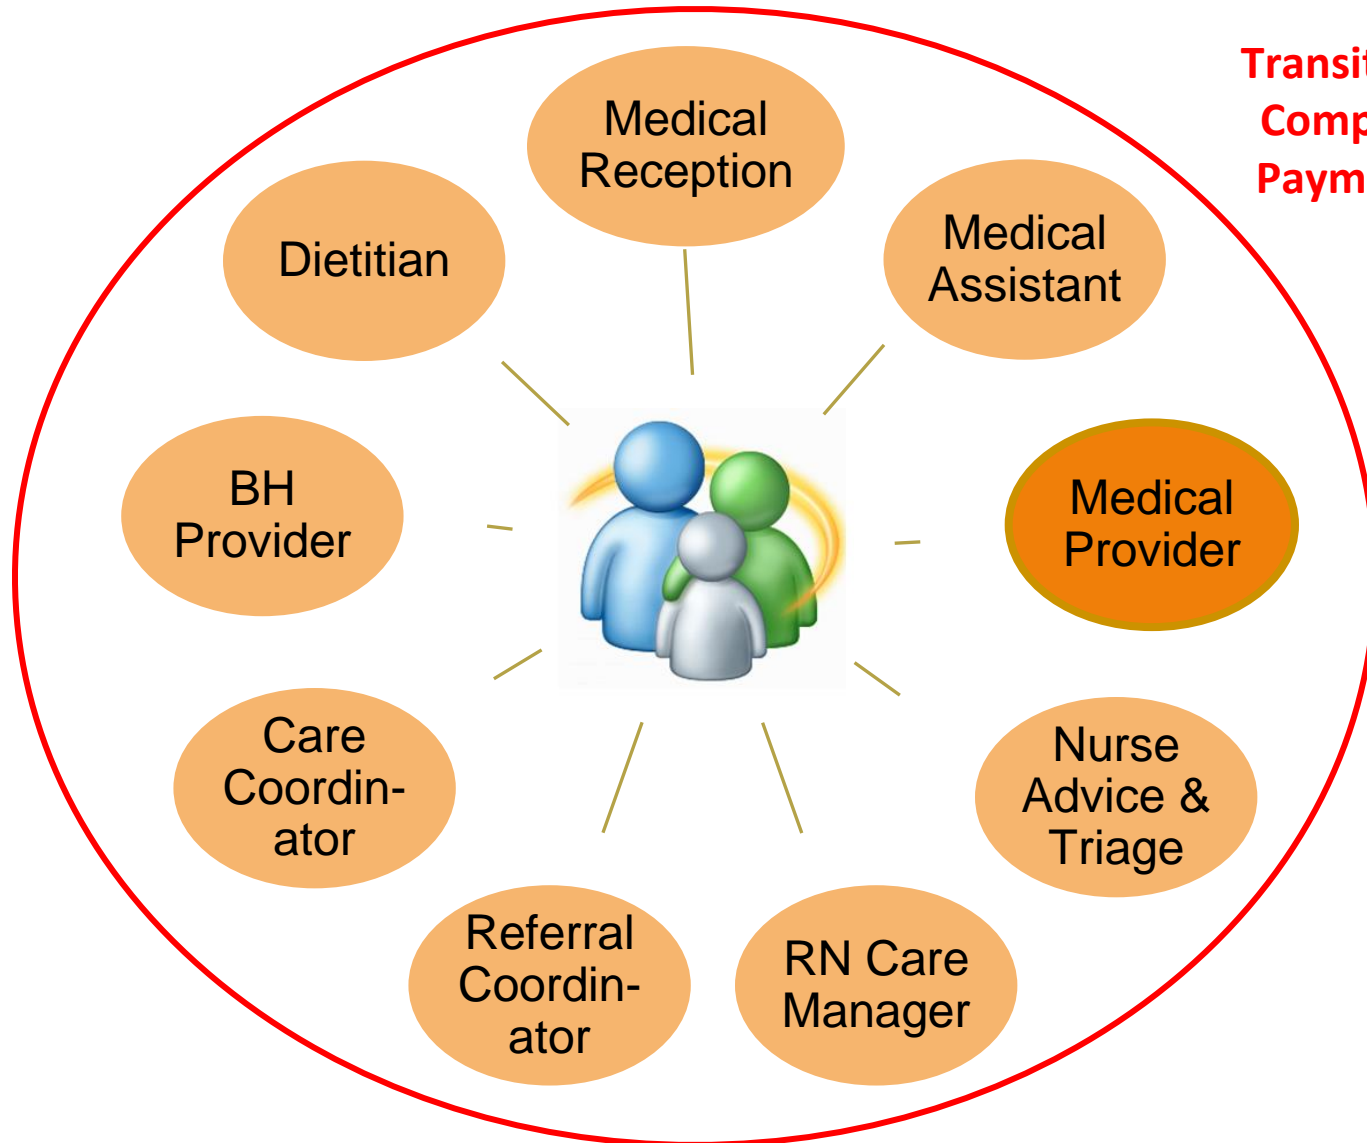 Medical
Reception
Dietitian
Medical
Assistant
BH
Provider
Medical
Provider
Care
Coordin-
ator
Nurse
Advice &
Triage
Referral
Coordin-
ator
RN Care
Manager